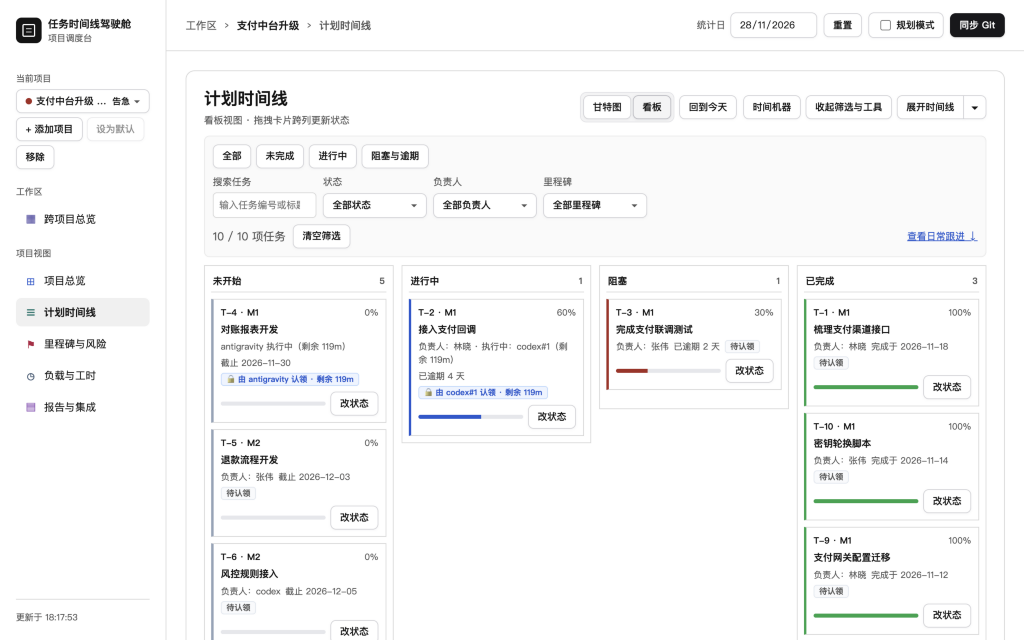 任务时间线驾驶舱
项目调度台
当前项目
支付中台升级 ... 告急
+ 添加项目
设为默认
移除
工作区
跨项目总览
项目视图
项目总览
计划时间线
里程碑与风险
负载与工时
报告与集成
更新于 18:17:53
工作区 › 支付中台升级 › 计划时间线
统计日 28/11/2026 重置 规划模式 同步 Git
计划时间线
看板视图 · 拖拽卡片跨列更新状态
甘特图 看板 回到今天 时间机器 收起筛选与工具 展开时间线
全部 未完成 进行中 阻塞与逾期
搜索任务 状态 负责人 里程碑
输入任务编号或标题 全部状态 全部负责人 全部里程碑
10 / 10 项任务 清空筛选 查看日常跟进 ↓
未开始 5
T-4 · M1 0%
对账报表开发
antigravity 执行中（剩余 119m）
截止 2026-11-30
🔒 由 antigravity 认领 · 剩余 119m
改状态
T-5 · M2 0%
退款流程开发
负责人：张伟 截止 2026-12-03
待认领
改状态
T-6 · M2 0%
风控规则接入
负责人：codex 截止 2026-12-05
待认领
改状态
进行中 1
T-2 · M1 60%
接入支付回调
负责人：林晓 · 执行中：codex#1（剩
余 119m）
已逾期 4 天
🔒 由 codex#1 认领 · 剩余 119m
改状态
阻塞 1
T-3 · M1 30%
完成支付联调测试
负责人：张伟 已逾期 2 天 待认领
改状态
已完成 3
T-1 · M1 100%
梳理支付渠道接口
负责人：林晓 完成于 2026-11-18
待认领
改状态
T-10 · M1 100%
密钥轮换脚本
负责人：张伟 完成于 2026-11-14
待认领
改状态
T-9 · M1 100%
支付网关配置迁移
负责人：林晓 完成于 2026-11-12
待认领
改状态